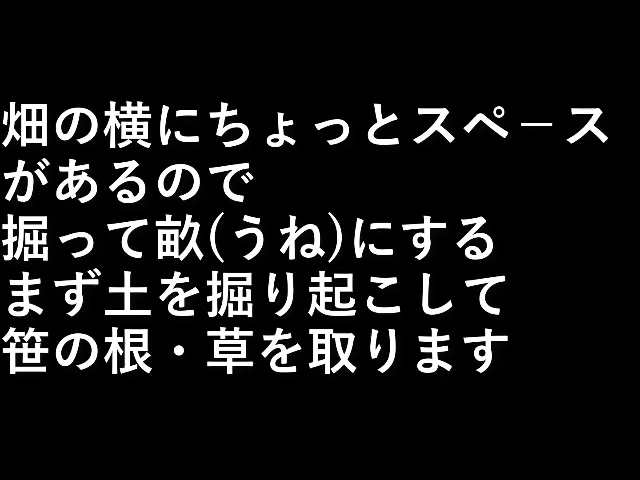 畑の横にちょっとスペース
があるので
掘って畝(うね)にする
まず土を掘り起こして
笹の根・草を取ります